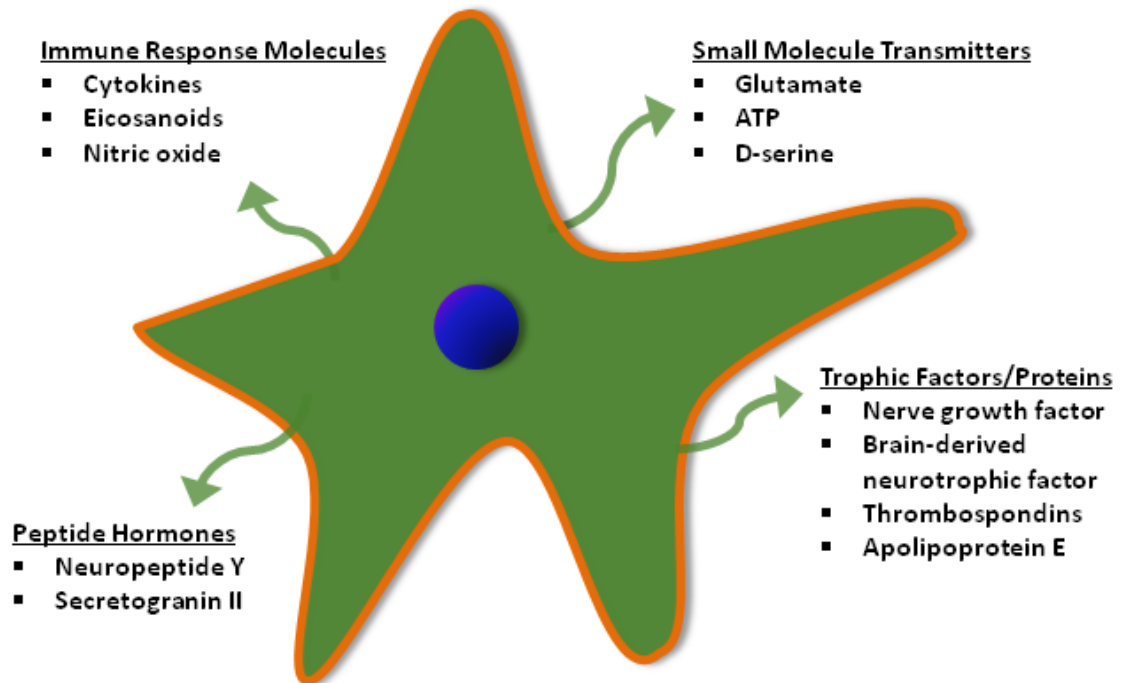 Immune Response Molecules
▪ Cytokines
▪ Eicosanoids
▪ Nitric oxide
Small Molecule Transmitters
▪ Glutamate
▪ ATP
▪ D-serine
Trophic Factors/Proteins
▪ Nerve growth factor
▪ Brain-derived
neurotrophic factor
▪ Thrombospondins
▪ Apolipoprotein E
Peptide Hormones
▪ Neuropeptide Y
▪ Secretogranin II